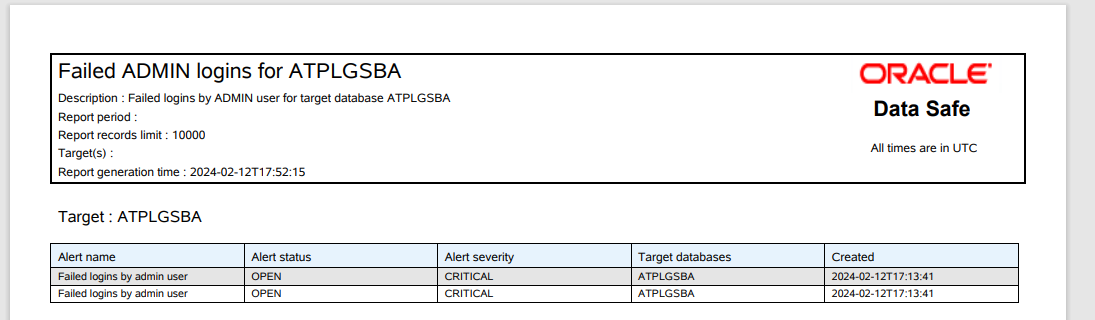 Failed ADMIN logins for ATPLGSBA
ORACLE
Description : Failed logins by ADMIN user for target database ATPLGSBA
Data Safe
Report period :
Report records limit : 10000
Target(s) :
All times are in UTC
Report generation time : 2024-02-12T17:52:15
Target : ATPLGSBA
Alert name Alert status Alert severity Target databases Created
Failed logins by admin user OPEN CRITICAL ATPLGSBA 2024-02-12T17:13:41
Failed logins by admin user OPEN CRITICAL ATPLGSBA 2024-02-12T17:13:41